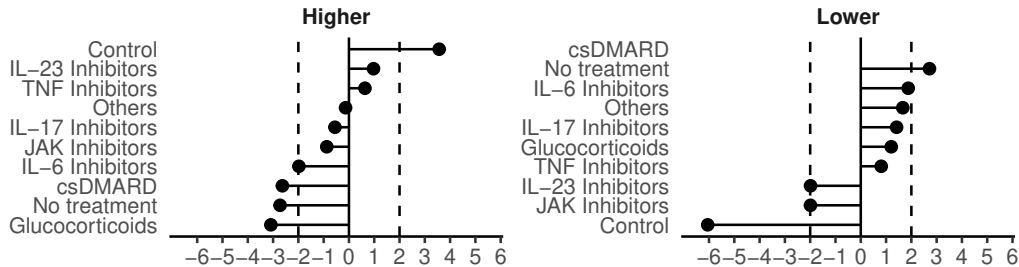 Higher
Control
IL−23 Inhibitors
TNF Inhibitors
Others
IL−17 Inhibitors
JAK Inhibitors
IL−6 Inhibitors
csDMARD
No treatment
Glucocorticoids
−6 −5 −4 −3 −2 −1 0 1 2 3 4 5 6
Lower
csDMARD
No treatment
IL−6 Inhibitors
Others
IL−17 Inhibitors
Glucocorticoids
TNF Inhibitors
IL−23 Inhibitors
JAK Inhibitors
Control
−6 −5 −4 −3 −2 −1 0 1 2 3 4 5 6